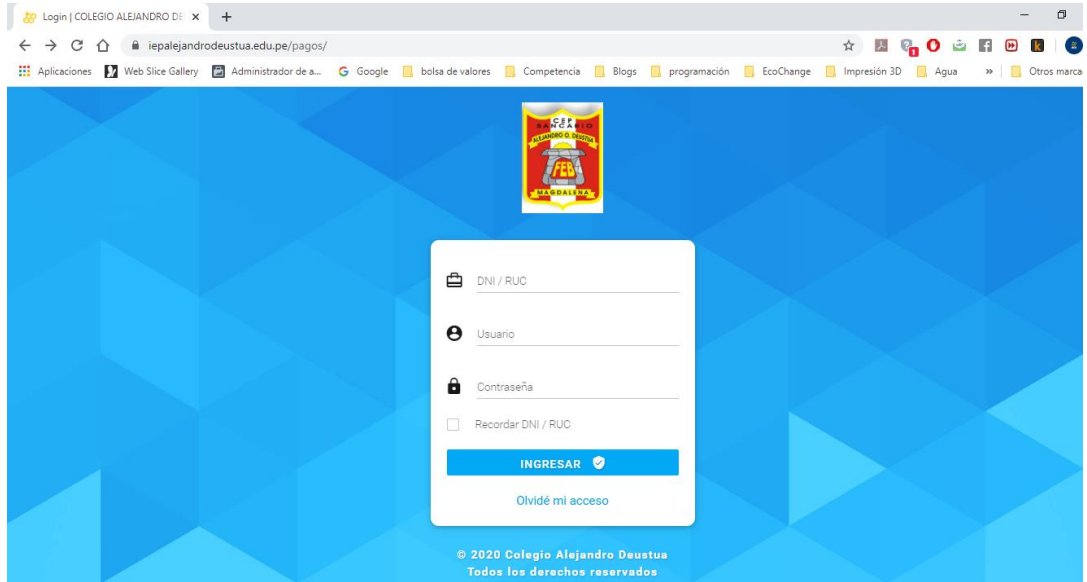 Login | COLEGIO ALEJANDRO DE
iepalejandrodeustua.edu.pe/pagos/
1
Aplicaciones Web Slice Gallery Administrador de a... Google bolsa de valores Competencia Blogs programación EcoChange Impresión 3D Agua » Otros marca
C.E.P.
BANCARIO
ALEJANDRO O. DEUSTUA
FEB
MAGDALENA
DNI / RUC
Usuario
Contraseña
Recordar DNI / RUC
INGRESAR
Olvidé mi acceso
© 2020 Colegio Alejandro Deustua
Todos los derechos reservados